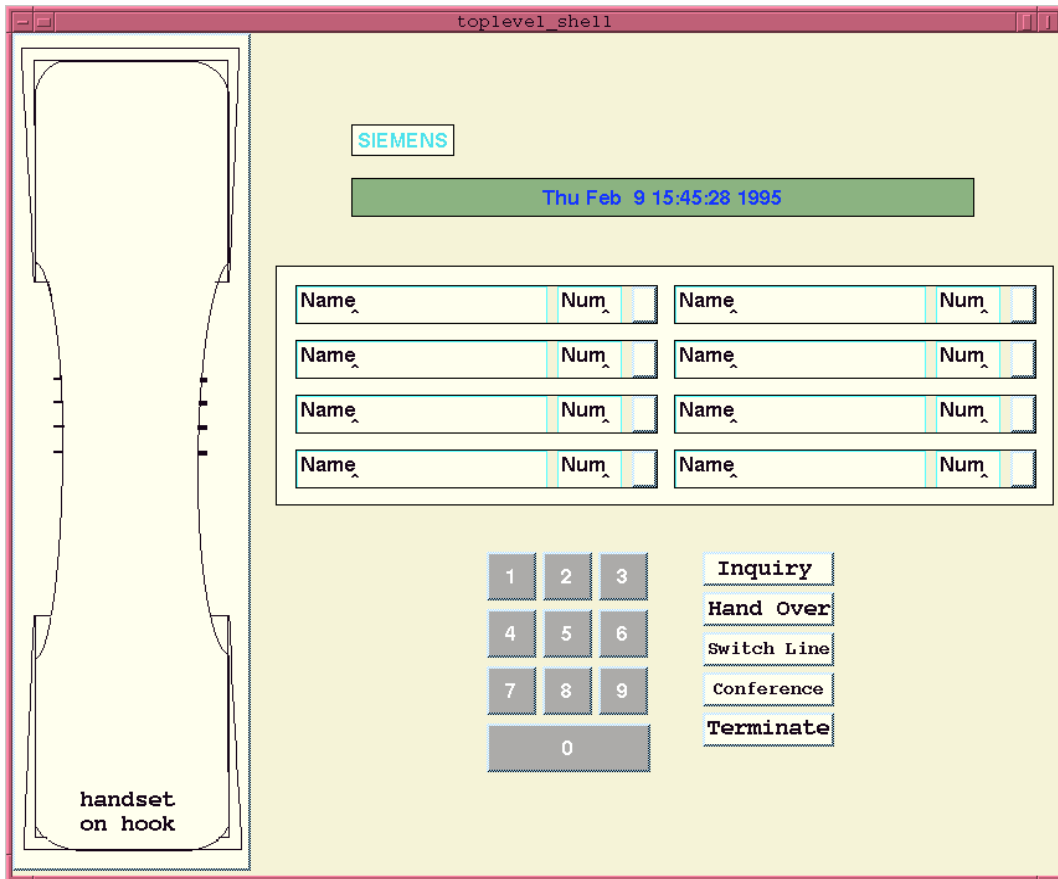 toplevel_shell
SIEMENS
Thu Feb  9 15:45:28 1995
Name Num Name Num
Name Num Name Num
Name Num Name Num
Name Num Name Num
1 2 3
4 5 6
7 8 9
0
Inquiry
Hand Over
Switch Line
Conference
Terminate
handset
on hook